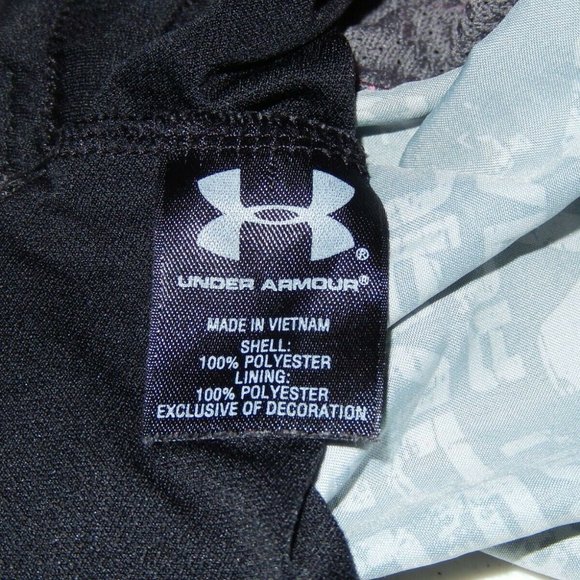 ®
UNDER ARMOUR®
MADE IN VIETNAM
SHELL:
100% POLYESTER
LINING:
100% POLYESTER
EXCLUSIVE OF DECORATION